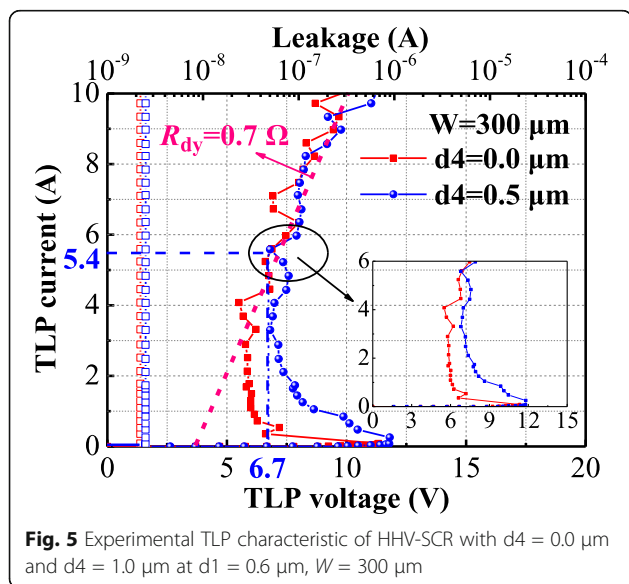 Leakage (A)
10⁻⁹ 10⁻⁸ 10⁻⁷ 10⁻⁶ 10⁻⁵ 10⁻⁴
10
8
6
5.4
4
2
0
TLP current (A)
R_dy=0.7 Ω
W=300 μm
d4=0.0 μm
d4=0.5 μm
6
4
2
0
0 3 6 9 12 15
0 5 6.7 10 15 20
TLP voltage (V)
Fig. 5 Experimental TLP characteristic of HHV-SCR with d4 = 0.0 μm
and d4 = 1.0 μm at d1 = 0.6 μm, W = 300 μm